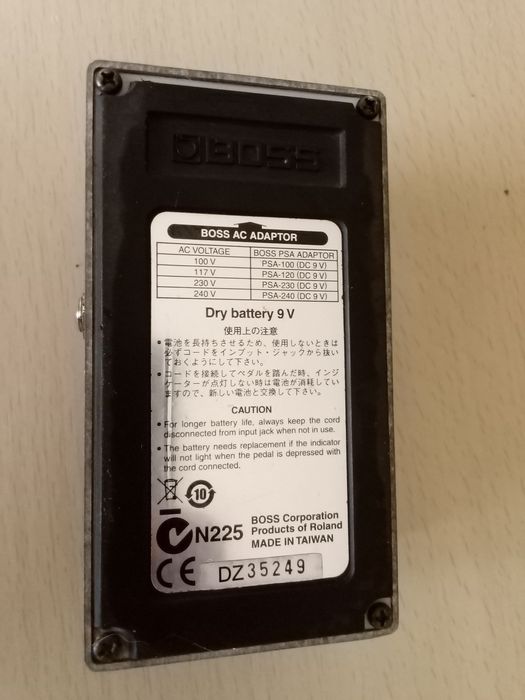 BOSS
BOSS AC ADAPTOR
AC VOLTAGE BOSS PSA ADAPTOR
100 V PSA-100 (DC 9 V)
117 V PSA-120 (DC 9 V)
230 V PSA-230 (DC 9 V)
240 V PSA-240 (DC 9 V)
Dry battery 9 V
使用上の注意
• 電池を長持ちさせるため、使用しないときは
必ずコードをインプット・ジャックから抜い
ておくようにして下さい。
• コードを接続してペダルを踏んだ時、インジ
ケーターが点灯しない時は電池が消耗してい
ますので、新しい電池と交換して下さい。
CAUTION
• For longer battery life, always keep the cord
disconnected from input jack when not in use.
• The battery needs replacement if the indicator
will not light when the pedal is depressed with
the cord connected.
10
N225
BOSS Corporation
Products of Roland
MADE IN TAIWAN
CE
DZ35249